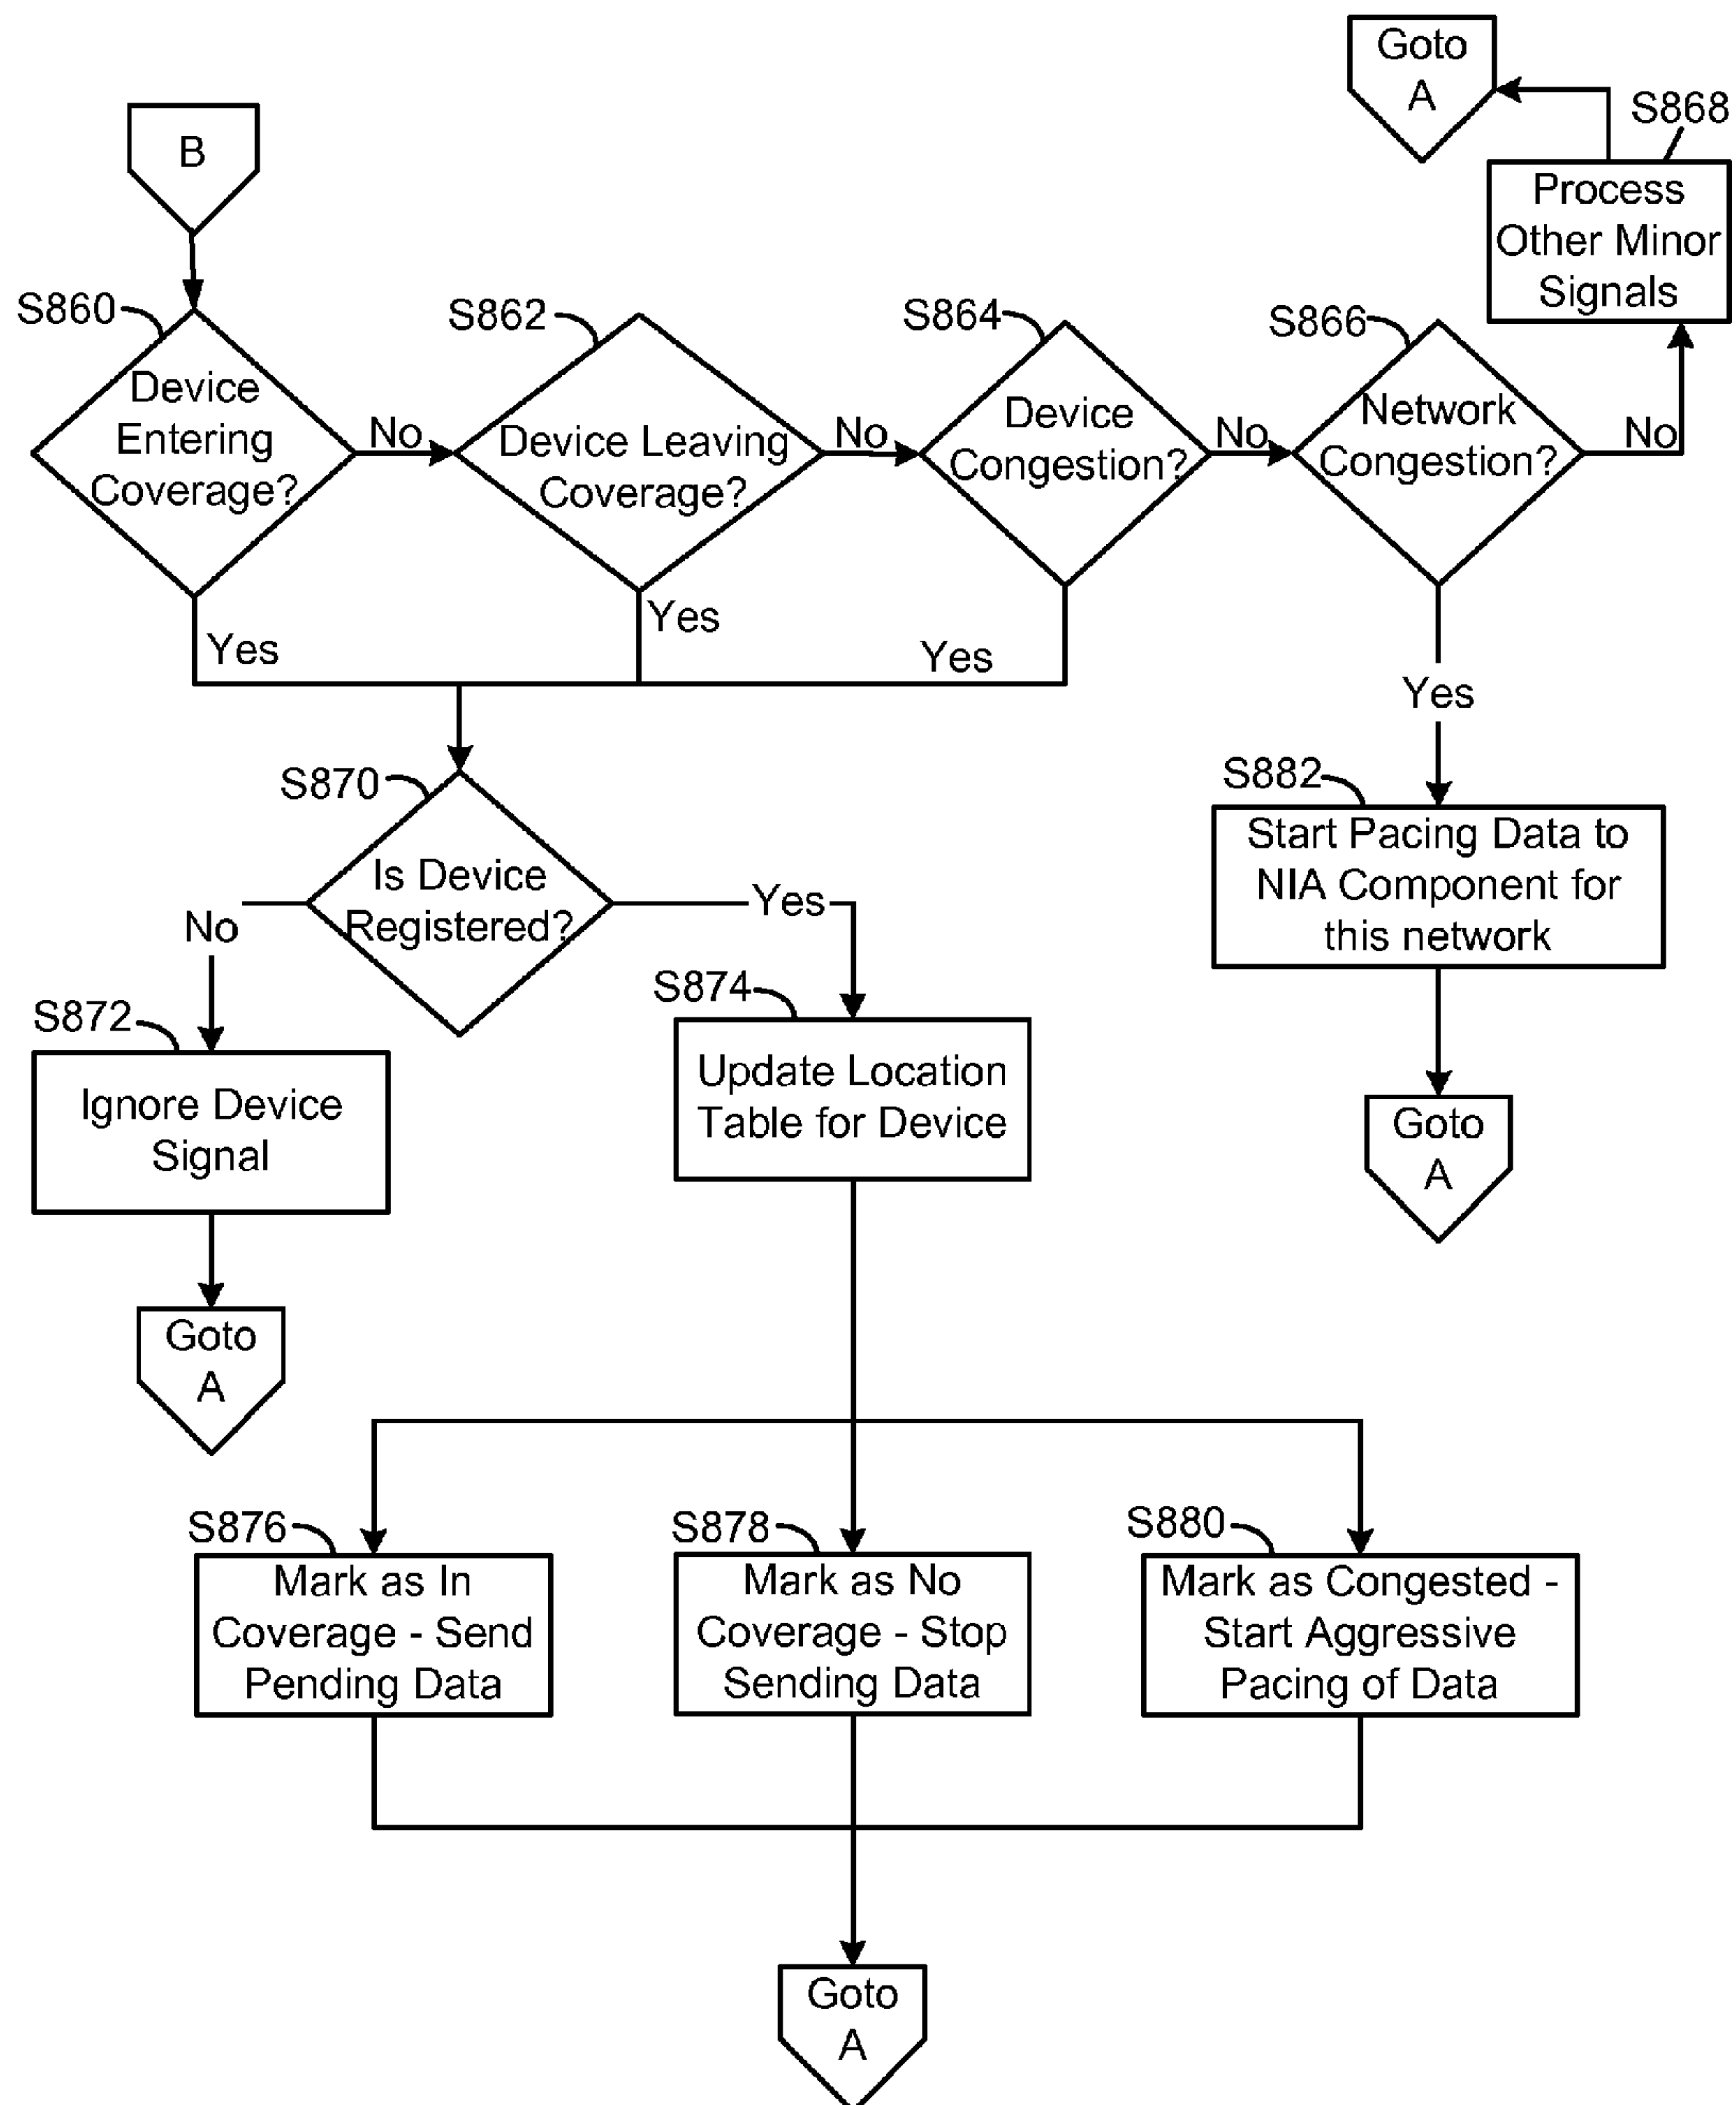 Goto
A
S868
B
Process
Other Minor
Signals
S860
S862
S864
S866
Device
Entering
Coverage?
No
Device Leaving
Coverage?
No
Device
Congestion?
No
Network
Congestion?
No
Yes
Yes
Yes
Yes
S870
Is Device
Registered?
No
Yes
S882
Start Pacing Data to
NIA Component for
this network
S872
Ignore Device
Signal
S874
Update Location
Table for Device
Goto
A
Goto
A
S876
Mark as In
Coverage - Send
Pending Data
S878
Mark as No
Coverage - Stop
Sending Data
S880
Mark as Congested -
Start Aggressive
Pacing of Data
Goto
A